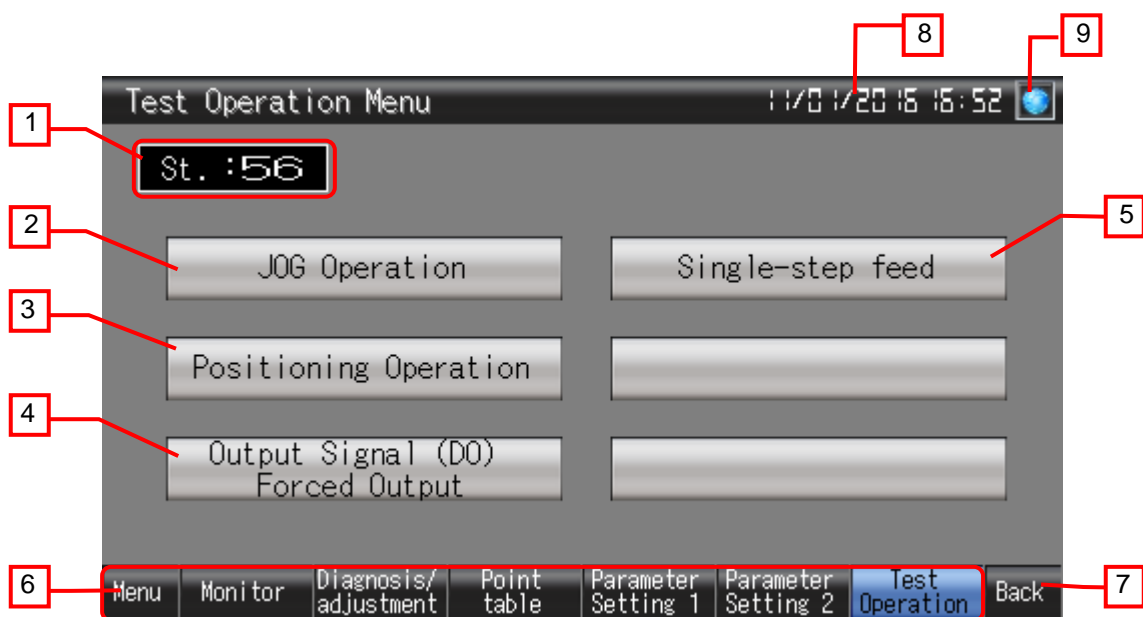 8
9
Test Operation Menu
11/01/2016 16:52
1
St.:56
2
5
JOG Operation
Single-step feed
3
Positioning Operation
4
Output Signal (DO)
Forced Output
6
Menu
Monitor
Diagnosis/
adjustment
Point
table
Parameter
Setting 1
Parameter
Setting 2
Test
Operation
Back
7